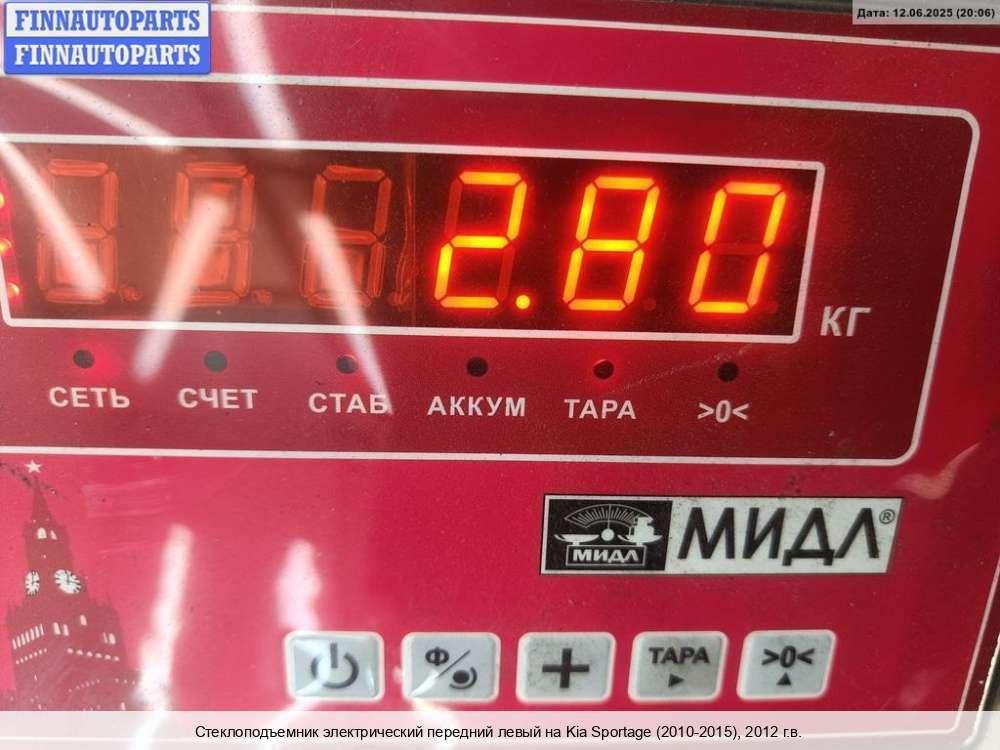 FINNAUTOPARTS
FINNAUTOPARTS
Дата: 12.06.2025 (20:06)
2.80
КГ
СЕТЬ СЧЕТ СТАБ АККУМ ТАРА >0<
МИДЛ МИДЛ®
Ф ТАРА >0<
Стеклоподъемник электрический передний левый на Kia Sportage (2010-2015), 2012 г.в.